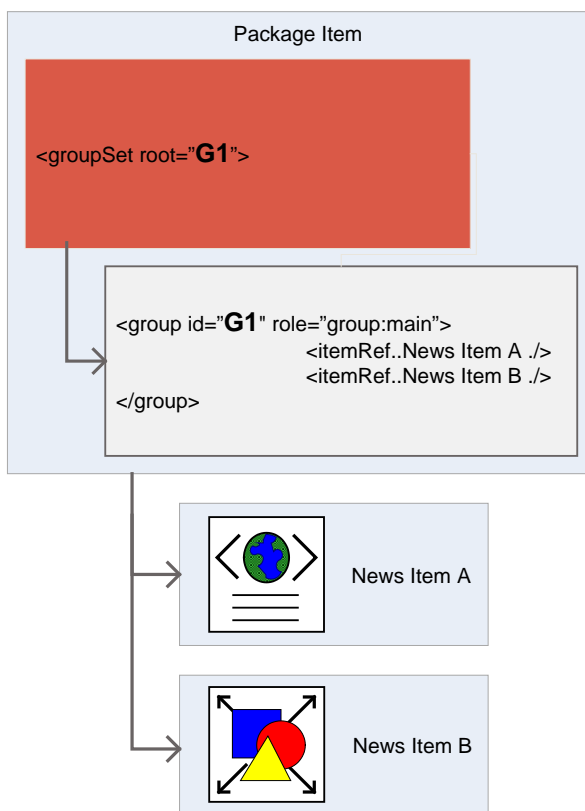 Package Item
<groupSet root=”G1”>
<group id=”G1" role=”group:main”>
<itemRef..News Item A ./>
<itemRef..News Item B ./>
</group>
News Item A
News Item B